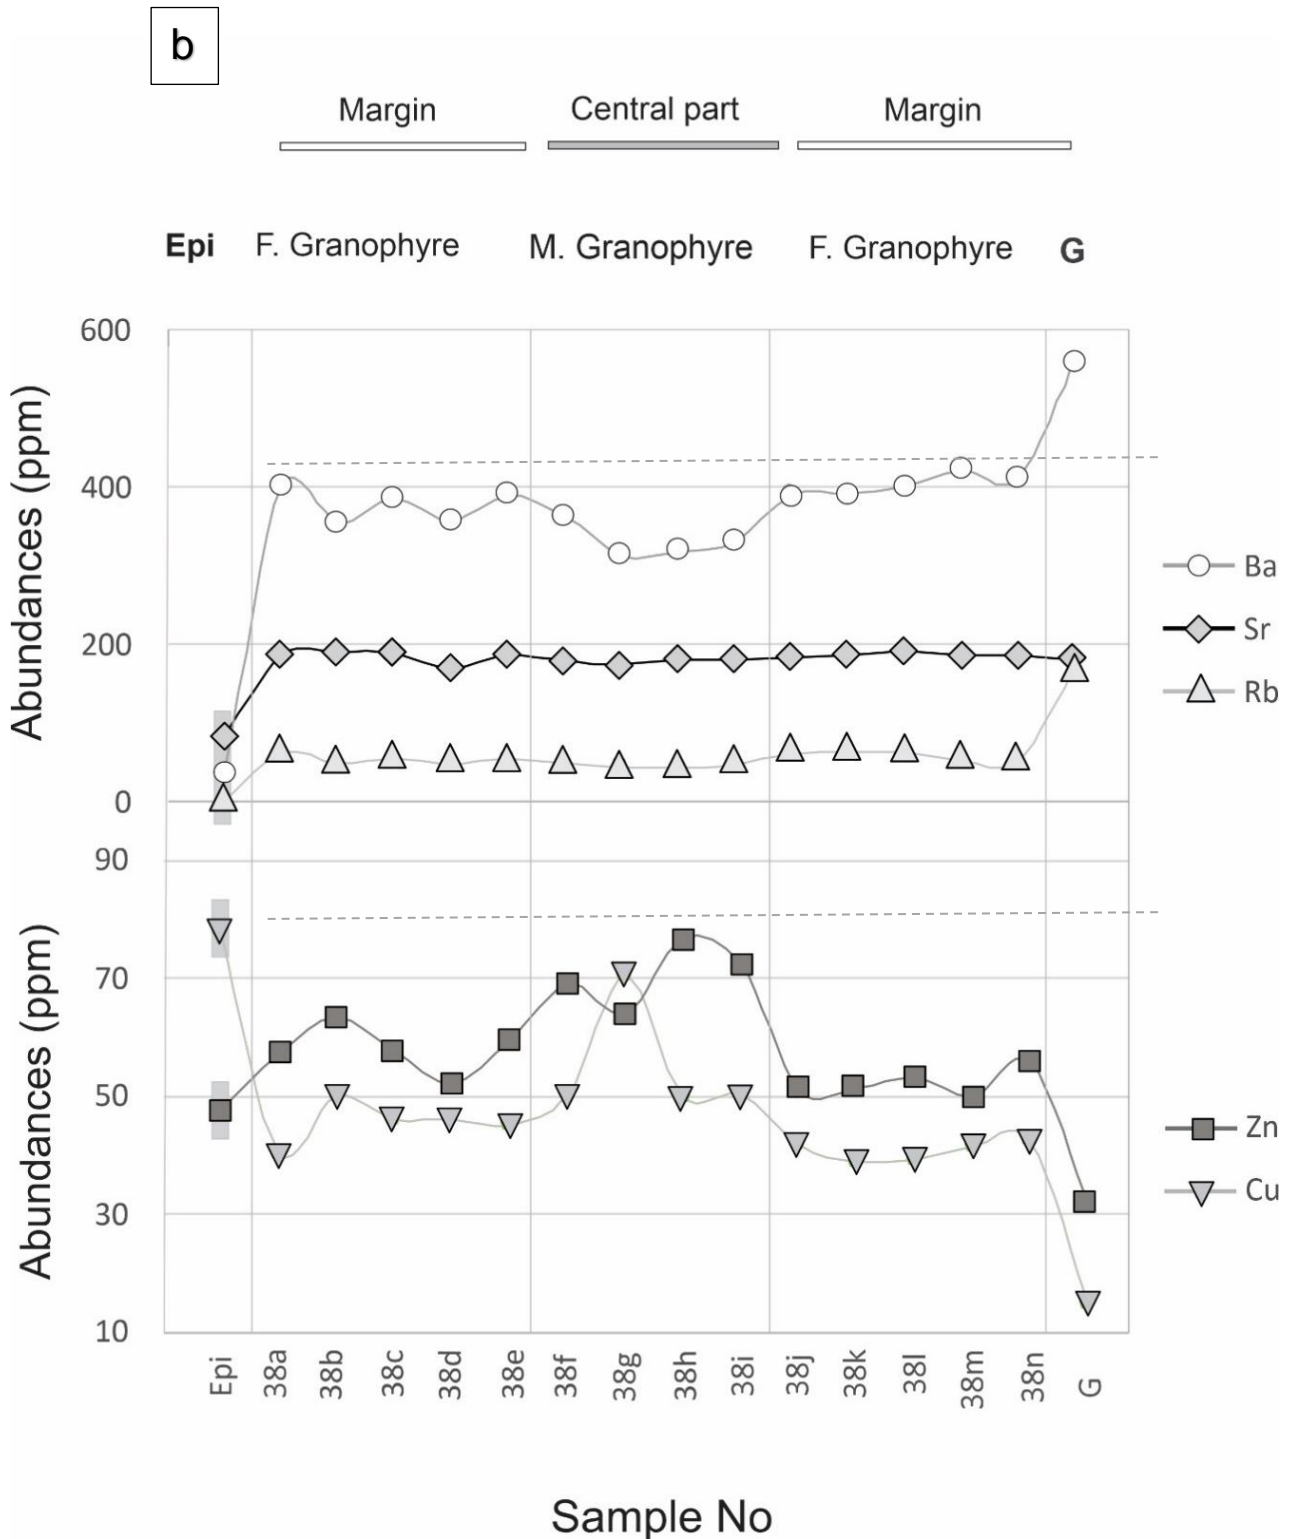 b
Margin Central part Margin
Epi F. Granophyre M. Granophyre F. Granophyre G
600
400
200
0
Abundances (ppm)
Ba
Sr
Rb
90
70
50
30
10
Abundances (ppm)
Zn
Cu
Epi 38a 38b 38c 38d 38e 38f 38g 38h 38i 38j 38k 38l 38m 38n G
Sample No